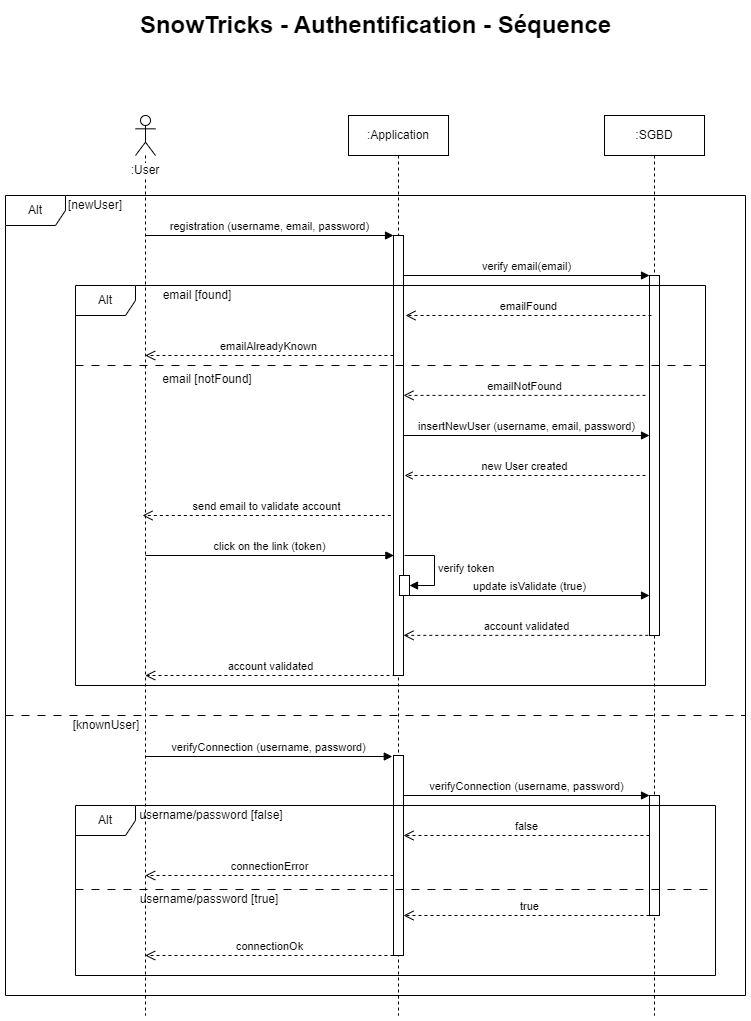 SnowTricks - Authentification - Séquence
:User
:Application
:SGBD
Alt
[newUser]
registration (username, email, password)
verify email(email)
Alt
email [found]
emailFound
emailAlreadyKnown
email [notFound]
emailNotFound
insertNewUser (username, email, password)
new User created
send email to validate account
click on the link (token)
verify token
update isValidate (true)
account validated
account validated
[knownUser]
verifyConnection (username, password)
verifyConnection (username, password)
Alt
username/password [false]
false
connectionError
username/password [true]
true
connectionOk